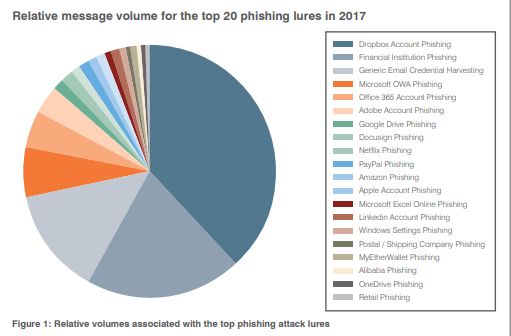 Relative message volume for the top 20 phishing lures in 2017
Dropbox Account Phishing
Financial Institution Phishing
Generic Email Credential Harvesting
Microsoft OWA Phishing
Office 365 Account Phishing
Adobe Account Phishing
Google Drive Phishing
Docusign Phishing
Netflix Phishing
PayPal Phishing
Amazon Phishing
Apple Account Phishing
Microsoft Excel Online Phishing
Linkedin Account Phishing
Windows Settings Phishing
Postal / Shipping Company Phishing
MyEtherWallet Phishing
Alibaba Phishing
OneDrive Phishing
Retail Phishing
Figure 1: Relative volumes associated with the top phishing attack lures